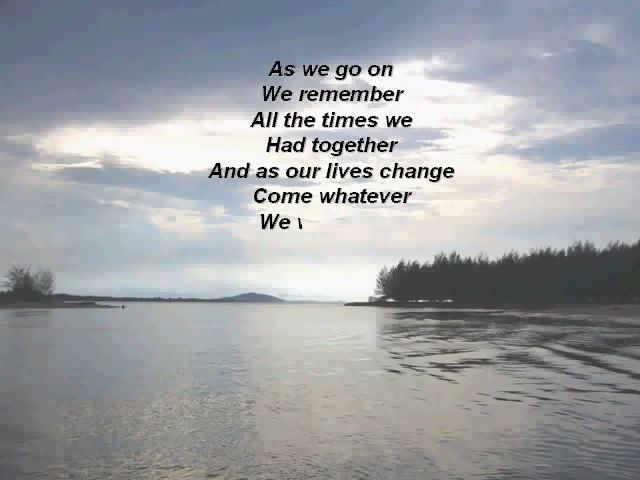 As we go on
We remember
All the times we
Had together
And as our lives change
Come whatever
We